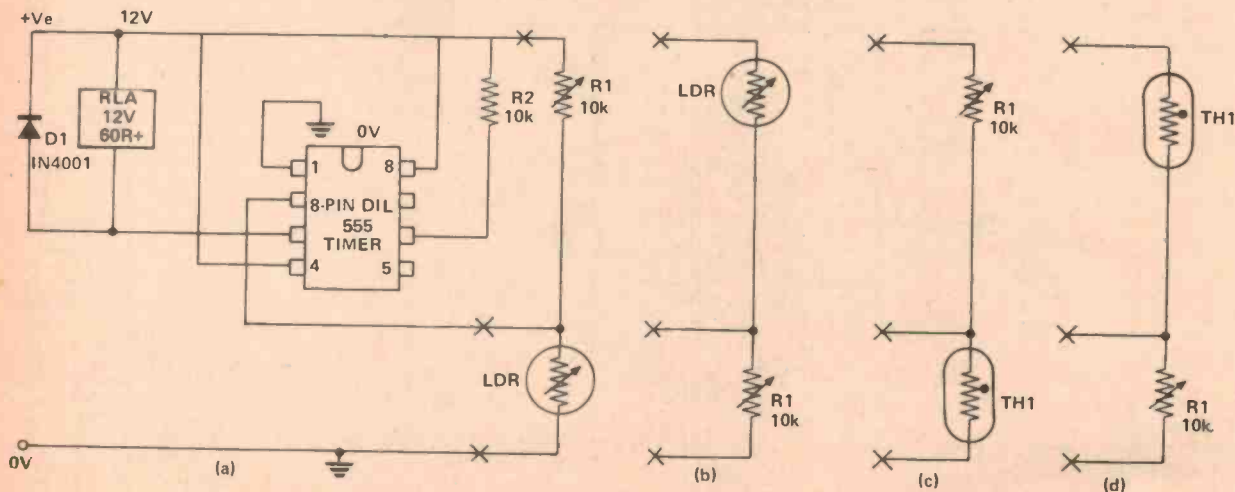 +Ve
12V
RLA
12V
60R+
D1
IN4001
0V
1
8
8-PIN DIL
555
TIMER
4
5
R2
10k
R1
10k
LDR
0V
(a)
LDR
R1
10k
(b)
R1
10k
TH1
(c)
TH1
R1
10k
(d)